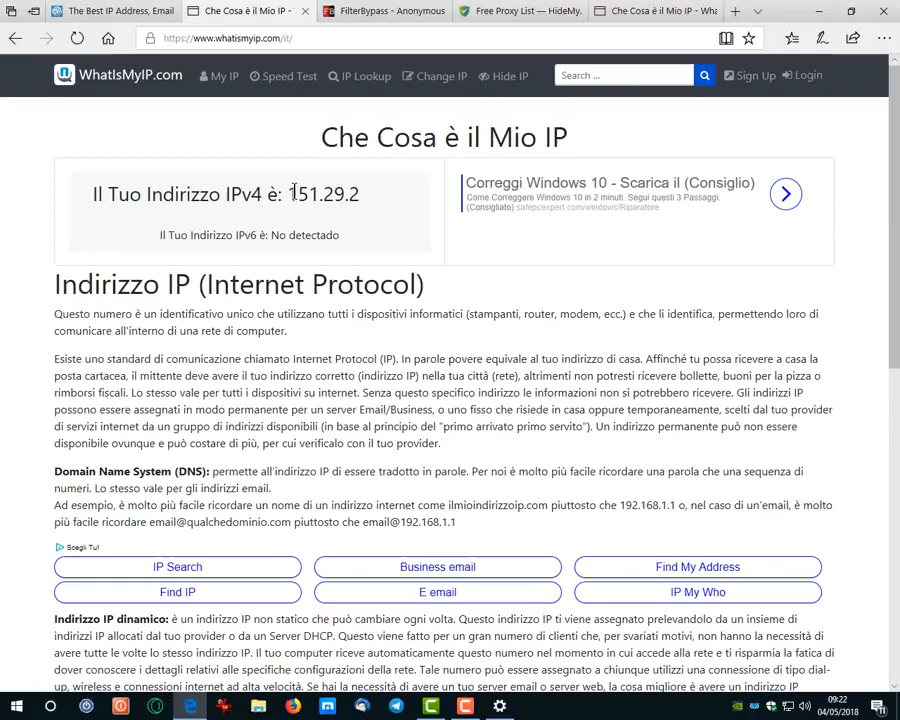 The Best IP Address, Email
Che Cosa è il Mio IP -
FilterBypass - Anonymous
Free Proxy List — HideMy.
Che Cosa è il Mio IP - Wha
https://www.whatismyip.com/it/
WhatIsMyIP.com
My IP
Speed Test
IP Lookup
Change IP
Hide IP
Search ...
Sign Up
Login
Che Cosa è il Mio IP
Il Tuo Indirizzo IPv4 è: 151.29.2
Il Tuo Indirizzo IPv6 è: No detectado
Correggi Windows 10 - Scarica il (Consiglio)
Come Correggere Windows 10 in 2 minuti: Segui questi 3 Passaggi.
(Consigliato) safepcexpert.com/windows/Riparatore
Indirizzo IP (Internet Protocol)
Questo numero è un identificativo unico che utilizzano tutti i dispositivi informatici (stampanti, router, modem, ecc.) e che li identifica, permettendo loro di
comunicare all'interno di una rete di computer.
Esiste uno standard di comunicazione chiamato Internet Protocol (IP). In parole povere equivale al tuo indirizzo di casa. Affinché tu possa ricevere a casa la
posta cartacea, il mittente deve avere il tuo indirizzo corretto (indirizzo IP) nella tua città (rete), altrimenti non potresti ricevere bollette, buoni per la pizza o
rimborsi fiscali. Lo stesso vale per tutti i dispositivi su internet. Senza questo specifico indirizzo le informazioni non si potrebbero ricevere. Gli indirizzi IP
possono essere assegnati in modo permanente per un server Email/Business, o uno fisso che risiede in casa oppure temporaneamente, scelti dal tuo provider
di servizi internet da un gruppo di indirizzi disponibili (in base al principio del "primo arrivato primo servito"). Un indirizzo permanente può non essere
disponibile ovunque e può costare di più, per cui verificalo con il tuo provider.
Domain Name System (DNS): permette all'indirizzo IP di essere tradotto in parole. Per noi è molto più facile ricordare una parola che una sequenza di
numeri. Lo stesso vale per gli indirizzi email.
Ad esempio, è molto più facile ricordare un nome di un indirizzo internet come ilmioindirizzoip.com piuttosto che 192.168.1.1 o, nel caso di un'email, è molto
più facile ricordare email@qualchedominio.com piuttosto che email@192.168.1.1
Scegli Tu!
IP Search
Business email
Find My Address
Find IP
E email
IP My Who
Indirizzo IP dinamico: è un indirizzo IP non statico che può cambiare ogni volta. Questo indirizzo IP ti viene assegnato prelevandolo da un insieme di
indirizzi IP allocati dal tuo provider o da un Server DHCP. Questo viene fatto per un gran numero di clienti che, per svariati motivi, non hanno la necessità di
avere tutte le volte lo stesso indirizzo IP. Il tuo computer riceve automaticamente questo numero nel momento in cui accede alla rete e ti risparmia la fatica di
dover conoscere i dettagli relativi alle specifiche configurazioni della rete. Tale numero può essere assegnato a chiunque utilizzi una connessione di tipo dial-
up, wireless e connessioni internet ad alta velocità. Se hai la necessità di avere un tuo server email o server web, la cosa migliore è avere un indirizzo IP
09:22
04/05/2018